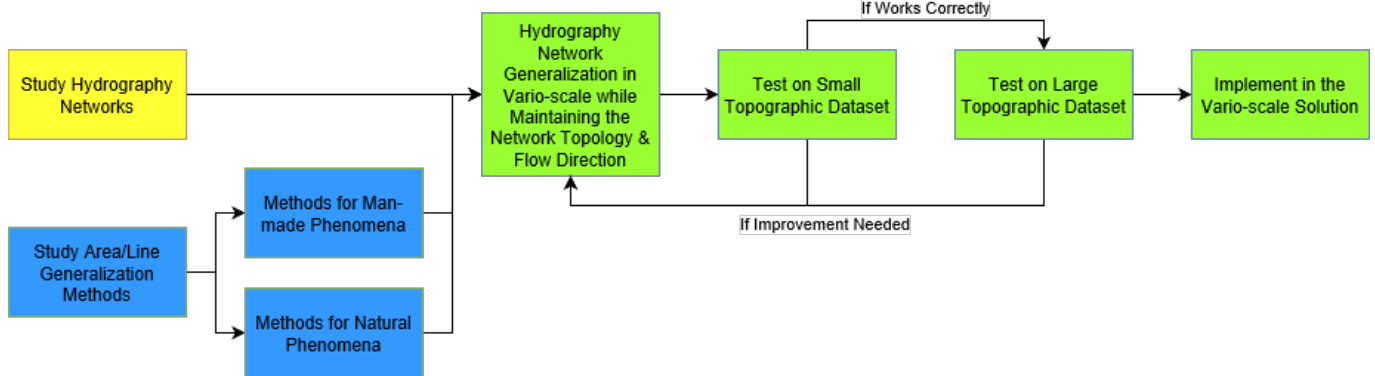 If Works Correctly
Study Hydrography
Networks
Hydrography
Network
Generalization in
Vario-scale while
Maintaining the
Network Topology &
Flow Direction
Test on Small
Topographic Dataset
Test on Large
Topographic Dataset
Implement in the
Vario-scale Solution
Study Area/Line
Generalization
Methods
Methods for Man-
made Phenomena
Methods for Natural
Phenomena
If Improvement Needed